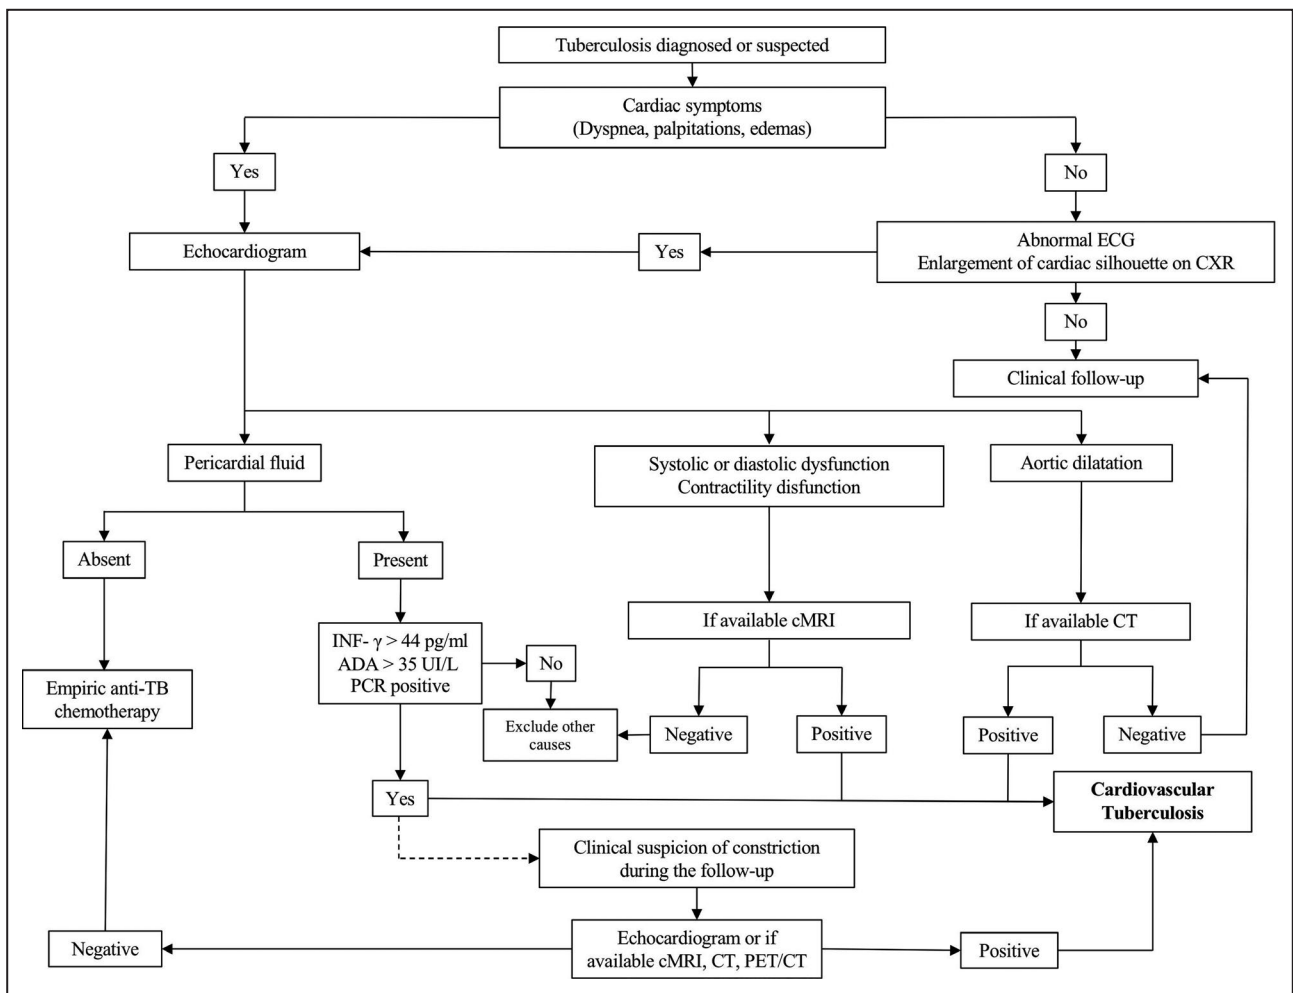 Tuberculosis diagnosed or suspected
Cardiac symptoms
(Dyspnea, palpitations, edemas)
Yes
No
Echocardiogram
Yes
Abnormal ECG
Enlargement of cardiac silhouette on CXR
No
Clinical follow-up
Pericardial fluid
Systolic or diastolic dysfunction
Contractility disfunction
Aortic dilatation
Absent
Present
If available cMRI
If available CT
INF- γ > 44 pg/ml
ADA > 35 UI/L
PCR positive
No
Empiric anti-TB
chemotherapy
Exclude other
causes
Negative
Positive
Positive
Negative
Yes
Cardiovascular
Tuberculosis
Clinical suspicion of constriction
during the follow-up
Negative
Echocardiogram or if
available cMRI, CT, PET/CT
Positive